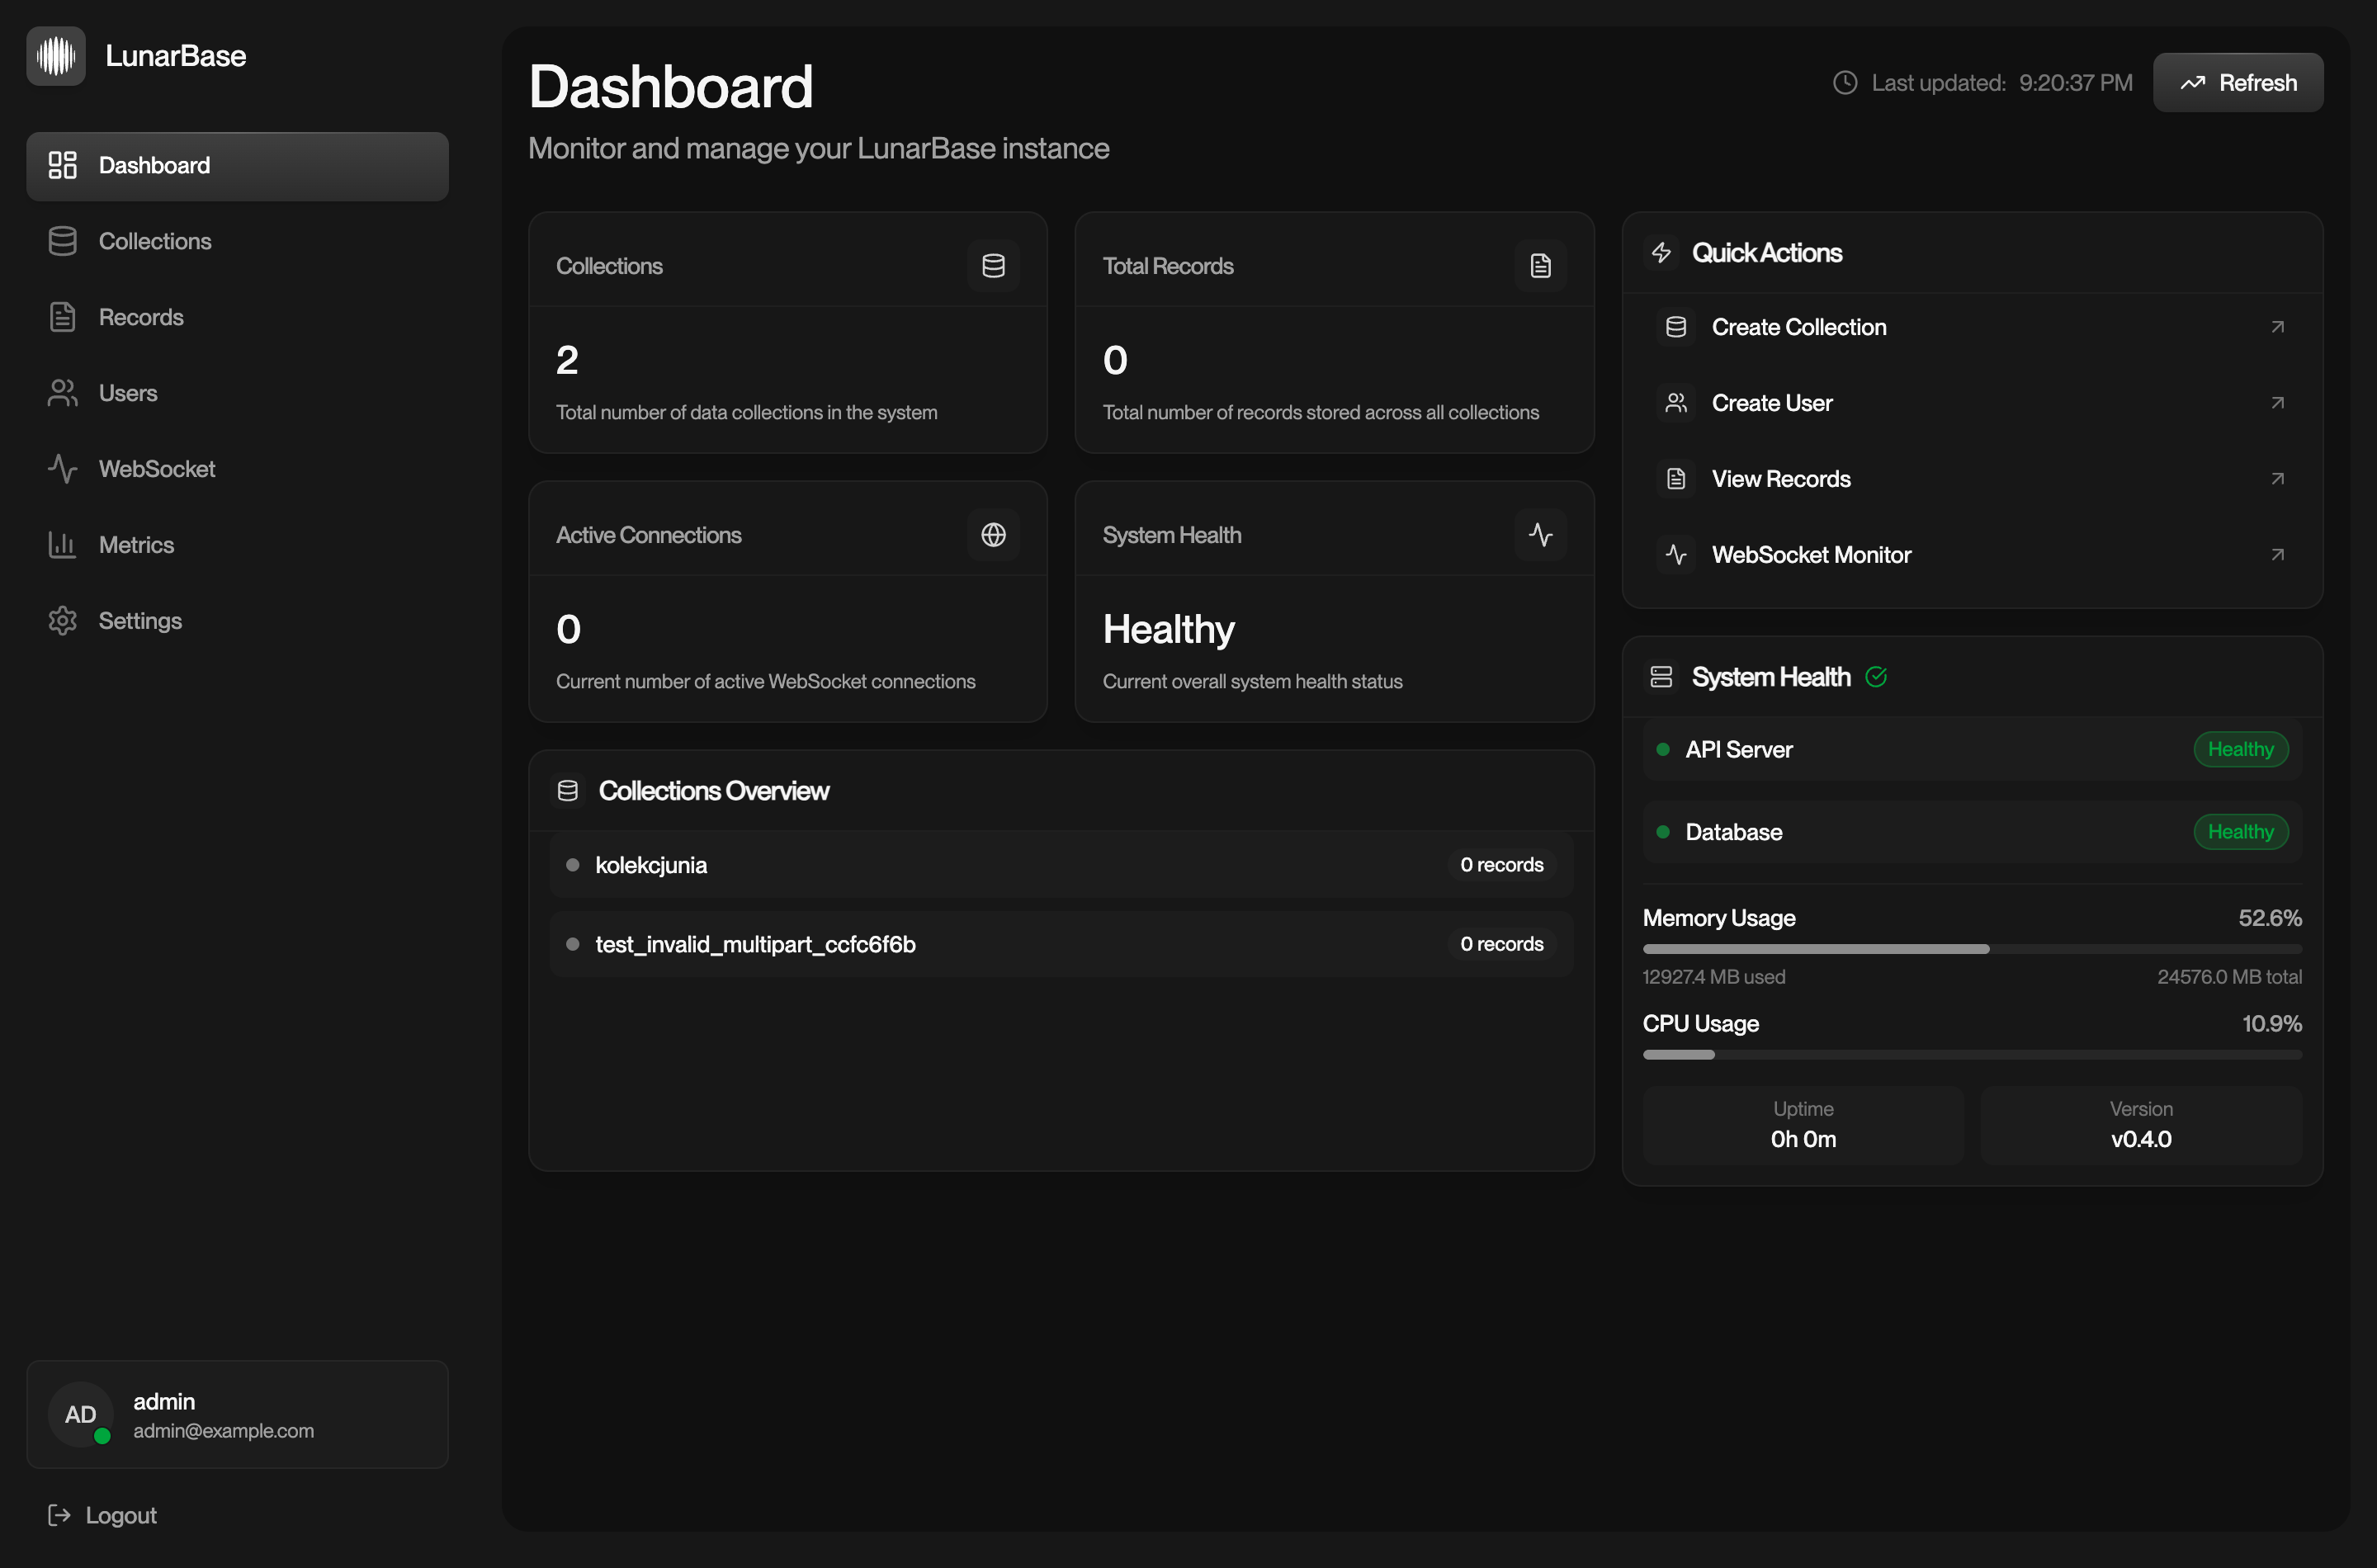 LunarBase
Dashboard
Collections
Records
Users
WebSocket
Metrics
Settings
AD
admin
admin@example.com
Logout
Dashboard
Monitor and manage your LunarBase instance
Last updated: 9:20:37 PM
Refresh
Collections
2
Total number of data collections in the system
Total Records
0
Total number of records stored across all collections
Active Connections
0
Current number of active WebSocket connections
System Health
Healthy
Current overall system health status
Collections Overview
kolekcjunia
0 records
test_invalid_multipart_ccfc6f6b
0 records
Quick Actions
Create Collection
Create User
View Records
WebSocket Monitor
System Health
API Server
Healthy
Database
Healthy
Memory Usage
52.6%
12927.4 MB used
24576.0 MB total
CPU Usage
10.9%
Uptime
0h 0m
Version
v0.4.0